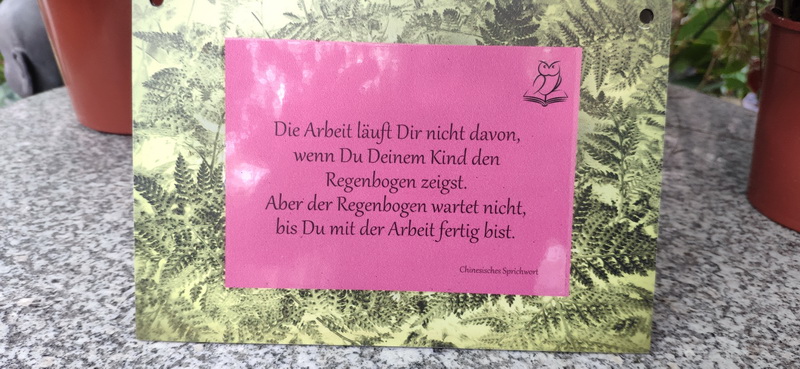 Die Arbeit läuft Dir nicht davon,
wenn Du Deinem Kind den
Regenbogen zeigst.
Aber der Regenbogen wartet nicht,
bis Du mit der Arbeit fertig bist.
Chinesisches Sprichwort